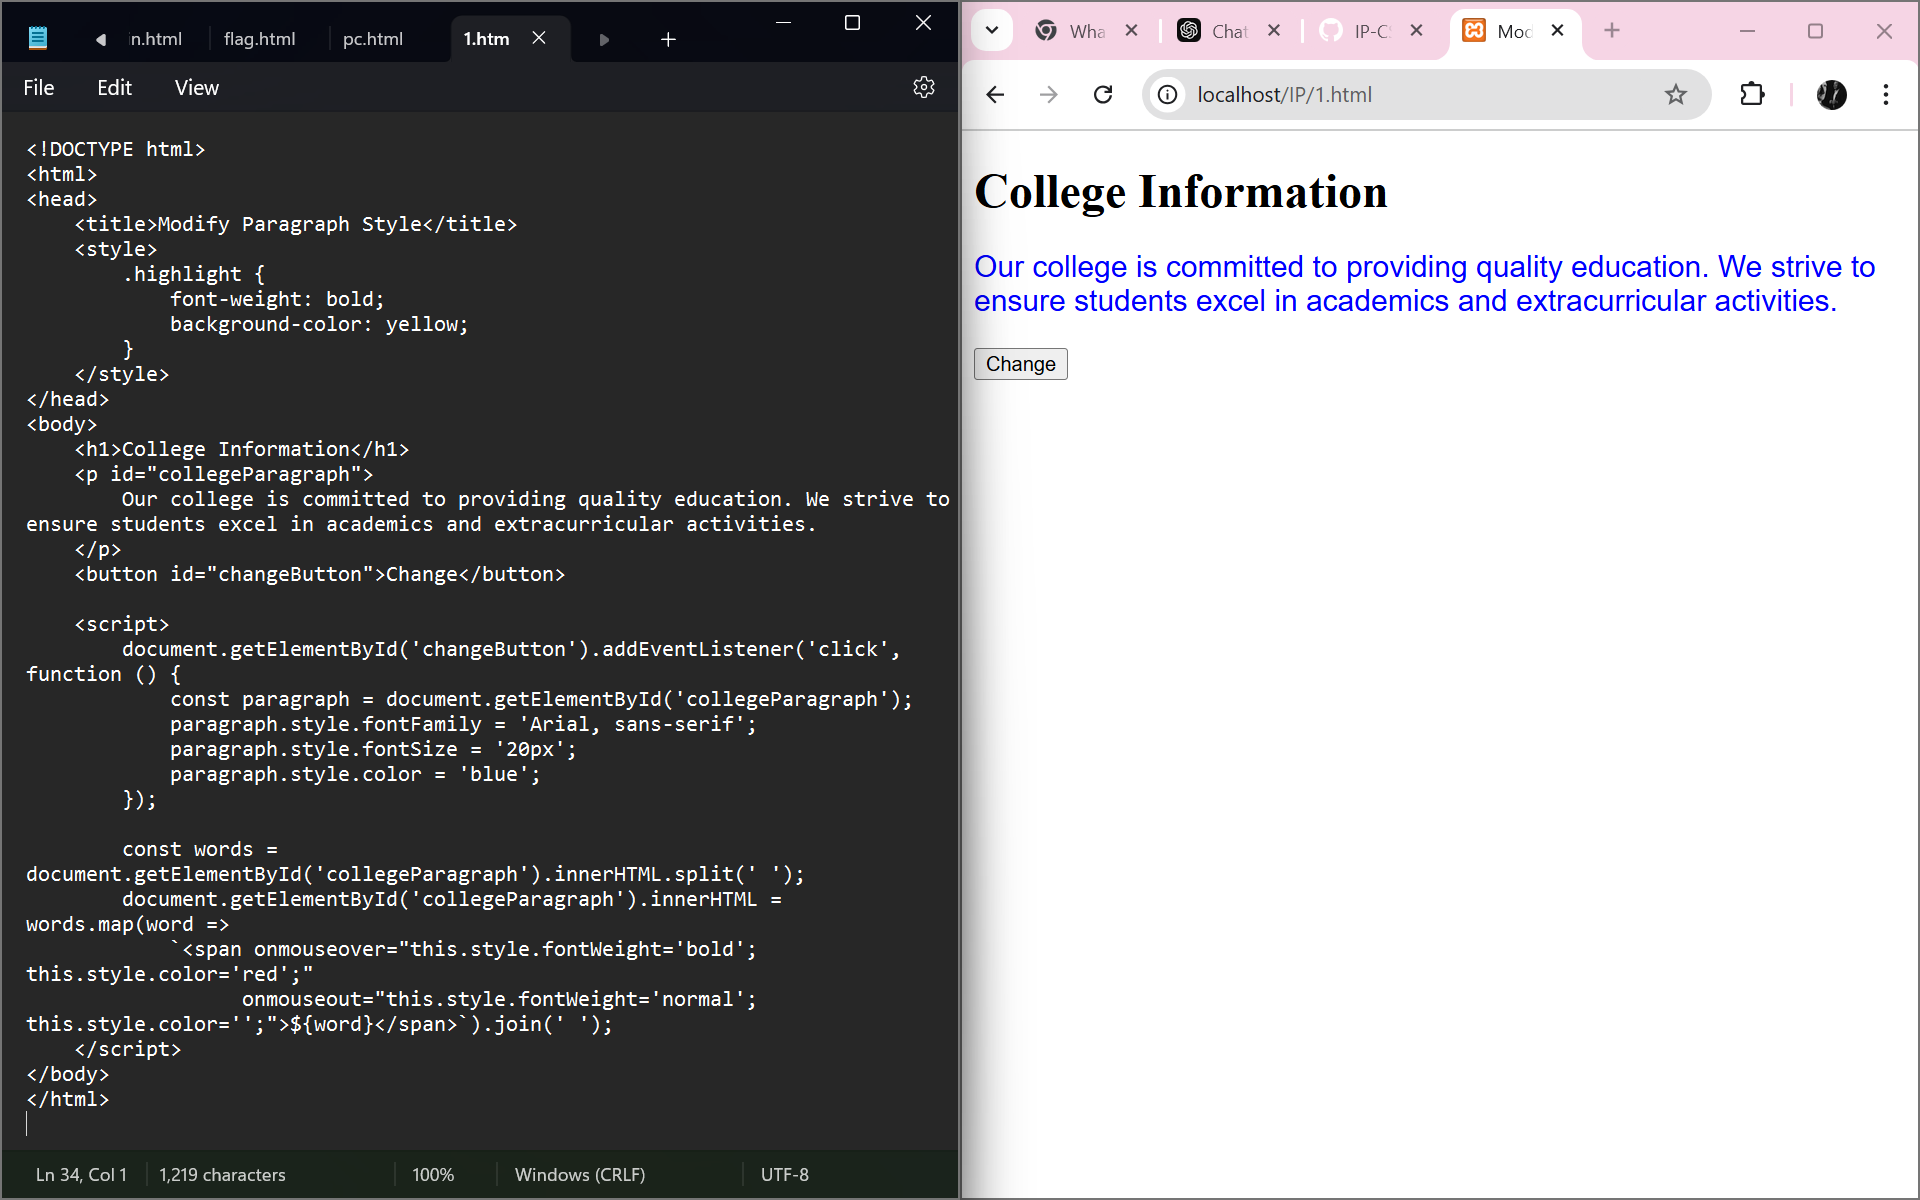 in.html flag.html pc.html 1.htm
File Edit View
<!DOCTYPE html>
<html>
<head>
    <title>Modify Paragraph Style</title>
    <style>
        .highlight {
            font-weight: bold;
            background-color: yellow;
        }
    </style>
</head>
<body>
    <h1>College Information</h1>
    <p id="collegeParagraph">
        Our college is committed to providing quality education. We strive to
ensure students excel in academics and extracurricular activities.
    </p>
    <button id="changeButton">Change</button>

    <script>
        document.getElementById('changeButton').addEventListener('click',
function () {
            const paragraph = document.getElementById('collegeParagraph');
            paragraph.style.fontFamily = 'Arial, sans-serif';
            paragraph.style.fontSize = '20px';
            paragraph.style.color = 'blue';
        });

        const words =
document.getElementById('collegeParagraph').innerHTML.split(' ');
        document.getElementById('collegeParagraph').innerHTML =
words.map(word =>
            `<span onmouseover="this.style.fontWeight='bold';
this.style.color='red';"
                  onmouseout="this.style.fontWeight='normal';
this.style.color='';">${word}</span>`).join(' ');
    </script>
</body>
</html>
Ln 34, Col 1 1,219 characters 100% Windows (CRLF) UTF-8
Wha Chat IP-CS Mod
localhost/IP/1.html
College Information
Our college is committed to providing quality education. We strive to
ensure students excel in academics and extracurricular activities.
Change